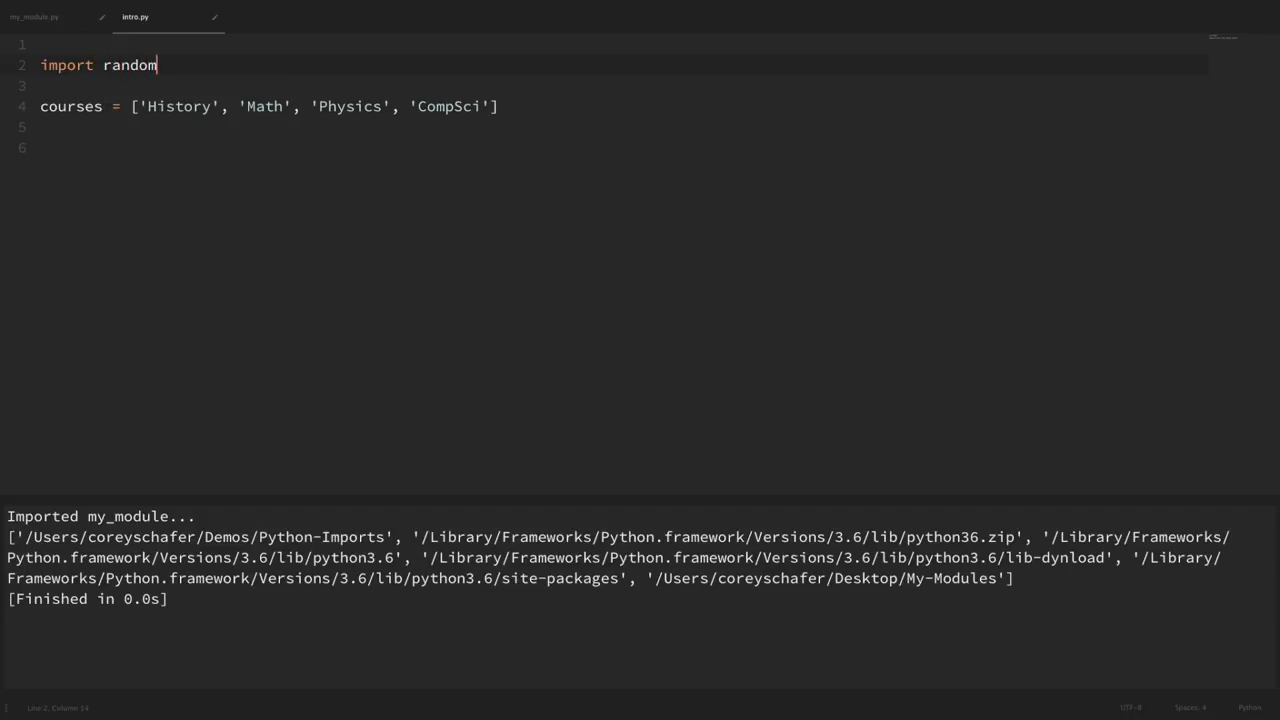 my_module.py
intro.py
1
2 import random
3
4 courses = ['History', 'Math', 'Physics', 'CompSci']
5
6
Imported my_module...
['/Users/coreyschafer/Demos/Python-Imports', '/Library/Frameworks/Python.framework/Versions/3.6/lib/python36.zip', '/Library/Frameworks/
Python.framework/Versions/3.6/lib/python3.6', '/Library/Frameworks/Python.framework/Versions/3.6/lib/python3.6/lib-dynload', '/Library/
Frameworks/Python.framework/Versions/3.6/lib/python3.6/site-packages', '/Users/coreyschafer/Desktop/My-Modules']
[Finished in 0.0s]
Line 2, Column 14
UTF-8
Spaces: 4
Python